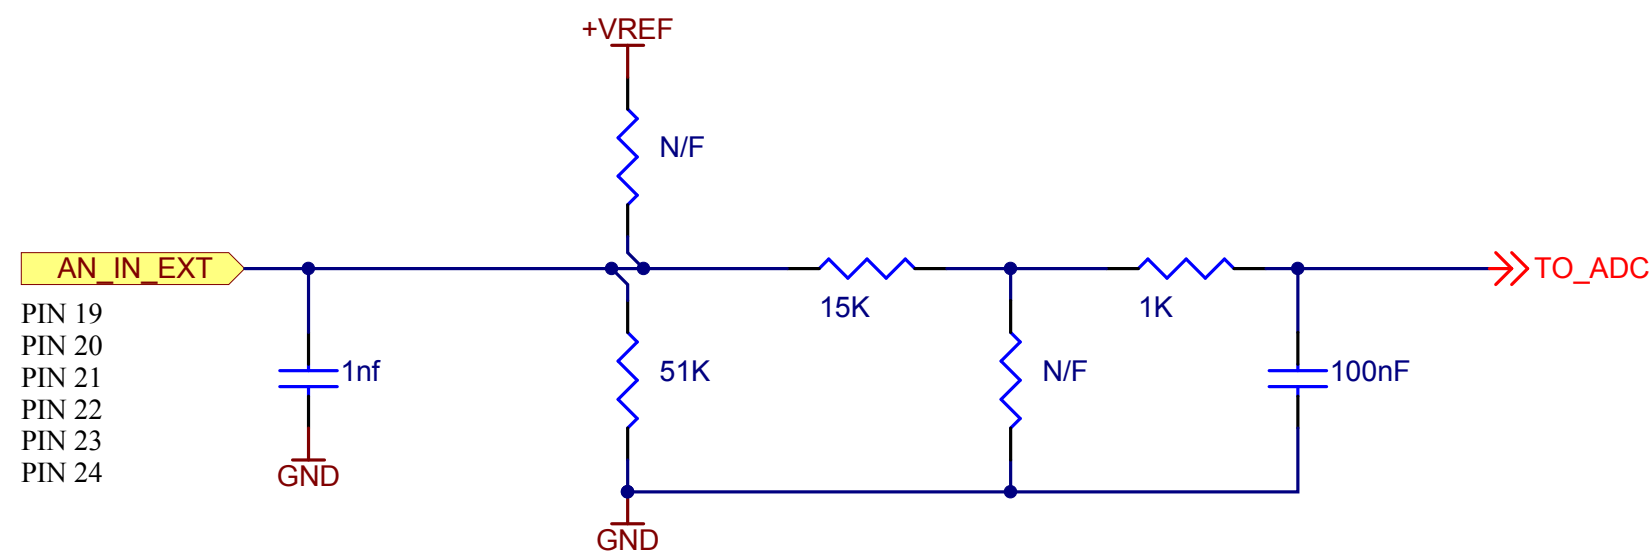 +VREF
N/F
AN_IN_EXT
TO_ADC
15K
1K
PIN 19
PIN 20
PIN 21
PIN 22
PIN 23
PIN 24
1nf
51K
N/F
100nF
GND
GND